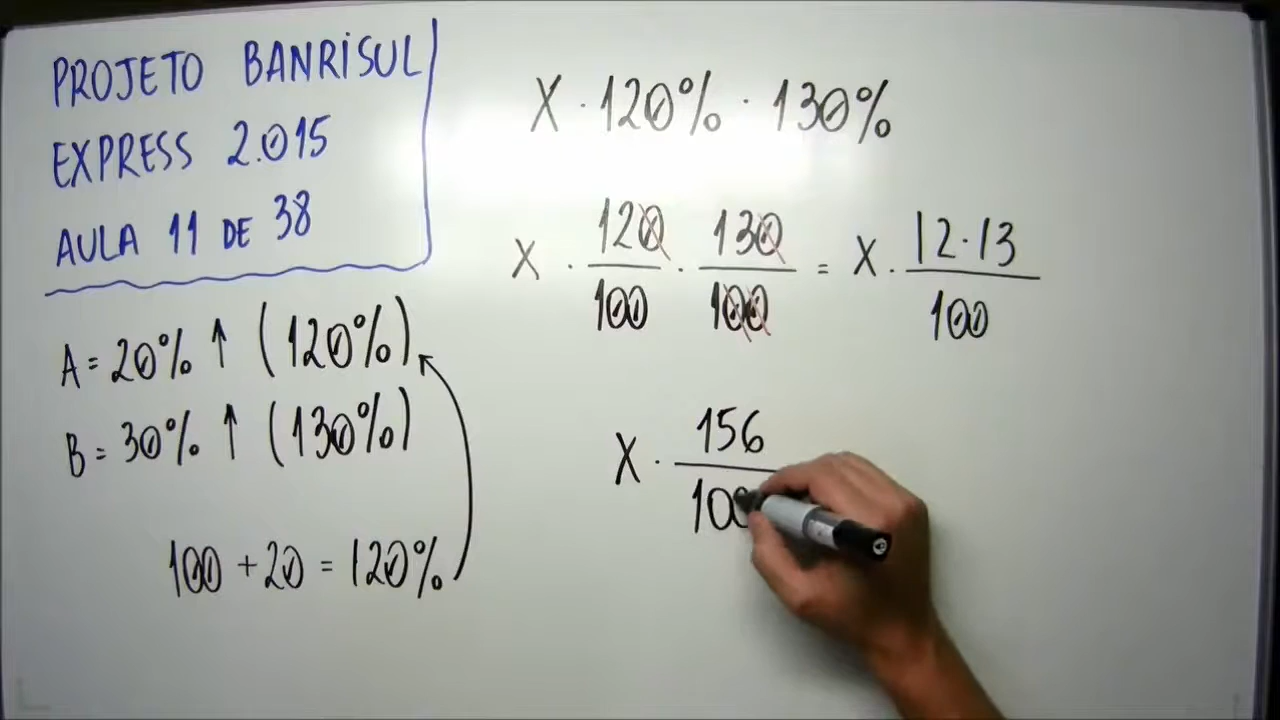 PROJETO BANRISUL
EXPRESS 2.015
AULA 11 DE 38
A = 20% ↑ (120%)
B = 30% ↑ (130%)
100 + 20 = 120%
X · 120% · 130%
X · 120/100 · 130/100 = X · 12·13/100
X · 156/100